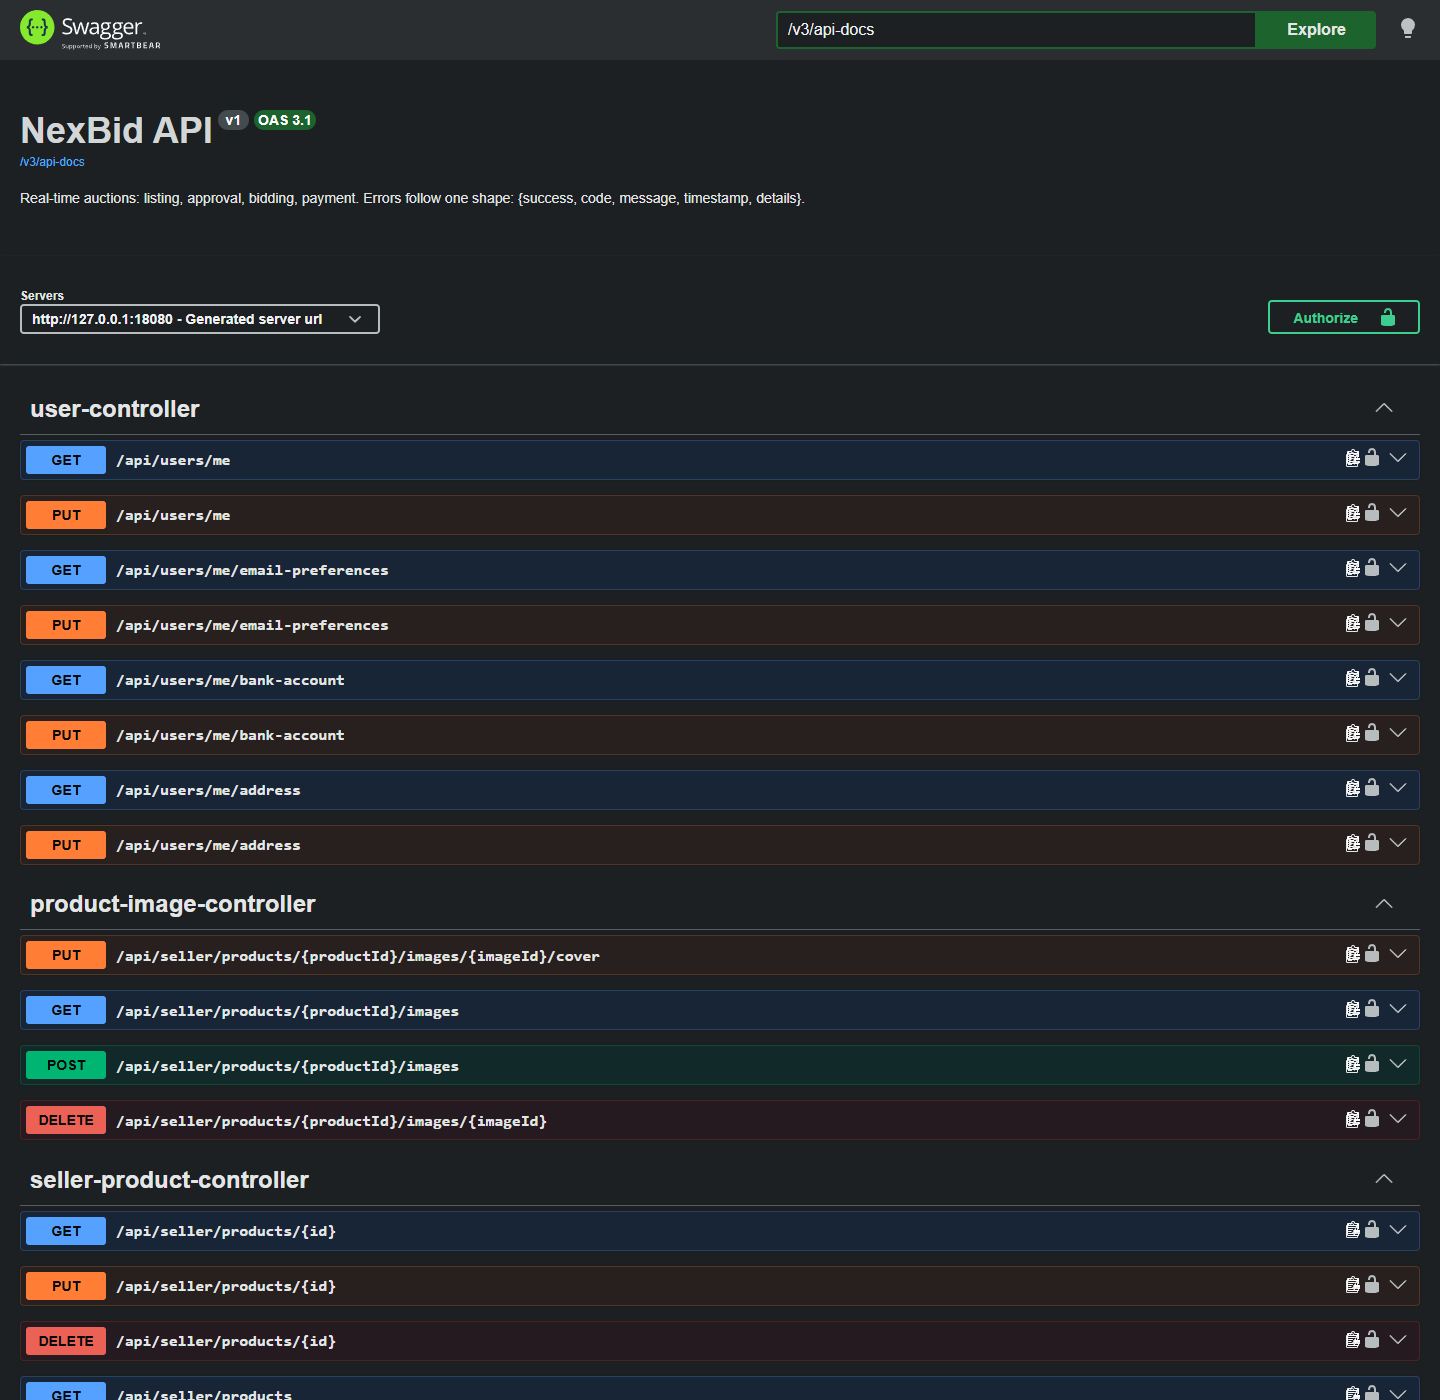 Swagger
Supported by SMARTBEAR
/v3/api-docs
Explore
NexBid API v1 OAS 3.1
/v3/api-docs
Real-time auctions: listing, approval, bidding, payment. Errors follow one shape: {success, code, message, timestamp, details}.
Servers
http://127.0.0.1:18080 - Generated server url
Authorize
user-controller
GET /api/users/me
PUT /api/users/me
GET /api/users/me/email-preferences
PUT /api/users/me/email-preferences
GET /api/users/me/bank-account
PUT /api/users/me/bank-account
GET /api/users/me/address
PUT /api/users/me/address
product-image-controller
PUT /api/seller/products/{productId}/images/{imageId}/cover
GET /api/seller/products/{productId}/images
POST /api/seller/products/{productId}/images
DELETE /api/seller/products/{productId}/images/{imageId}
seller-product-controller
GET /api/seller/products/{id}
PUT /api/seller/products/{id}
DELETE /api/seller/products/{id}
GET /api/seller/products